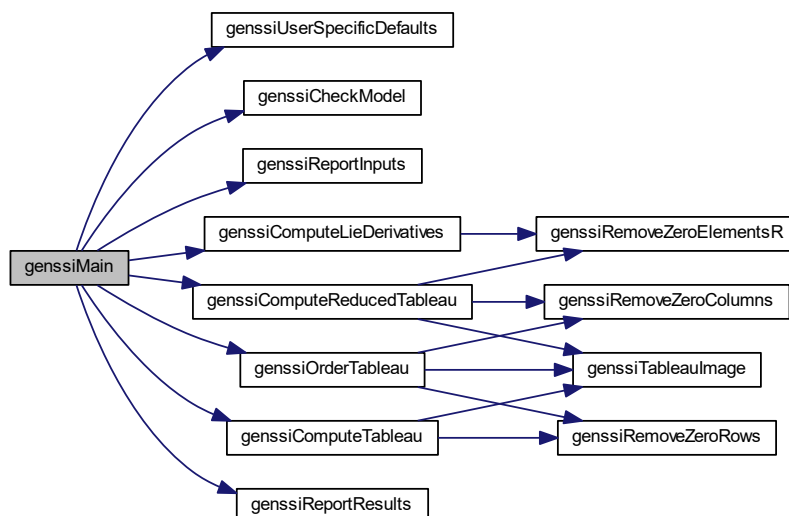 genssiUserSpecificDefaults
genssiCheckModel
genssiReportInputs
genssiComputeLieDerivatives
genssiRemoveZeroElementsR
genssiMain
genssiComputeReducedTableau
genssiRemoveZeroColumns
genssiOrderTableau
genssiTableauImage
genssiComputeTableau
genssiRemoveZeroRows
genssiReportResults